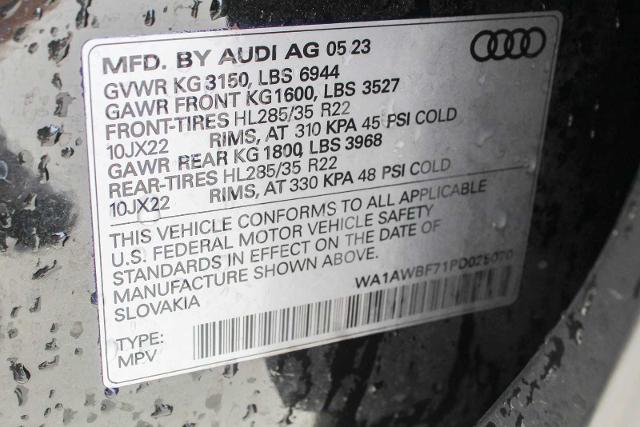 MFD. BY AUDI AG 05 23
GVWR KG 3150, LBS 6944
GAWR FRONT KG1600, LBS 3527
FRONT-TIRES HL285/35 R22
10JX22 RIMS, AT 310 KPA 45 PSI COLD
GAWR REAR KG 1800, LBS 3968
REAR-TIRES HL285/35 R22
10JX22 RIMS, AT 330 KPA 48 PSI COLD
THIS VEHICLE CONFORMS TO ALL APPLICABLE
U.S. FEDERAL MOTOR VEHICLE SAFETY
STANDARDS IN EFFECT ON THE DATE OF
MANUFACTURE SHOWN ABOVE.
SLOVAKIA
WA1AWBF71PD025070
TYPE:
MPV